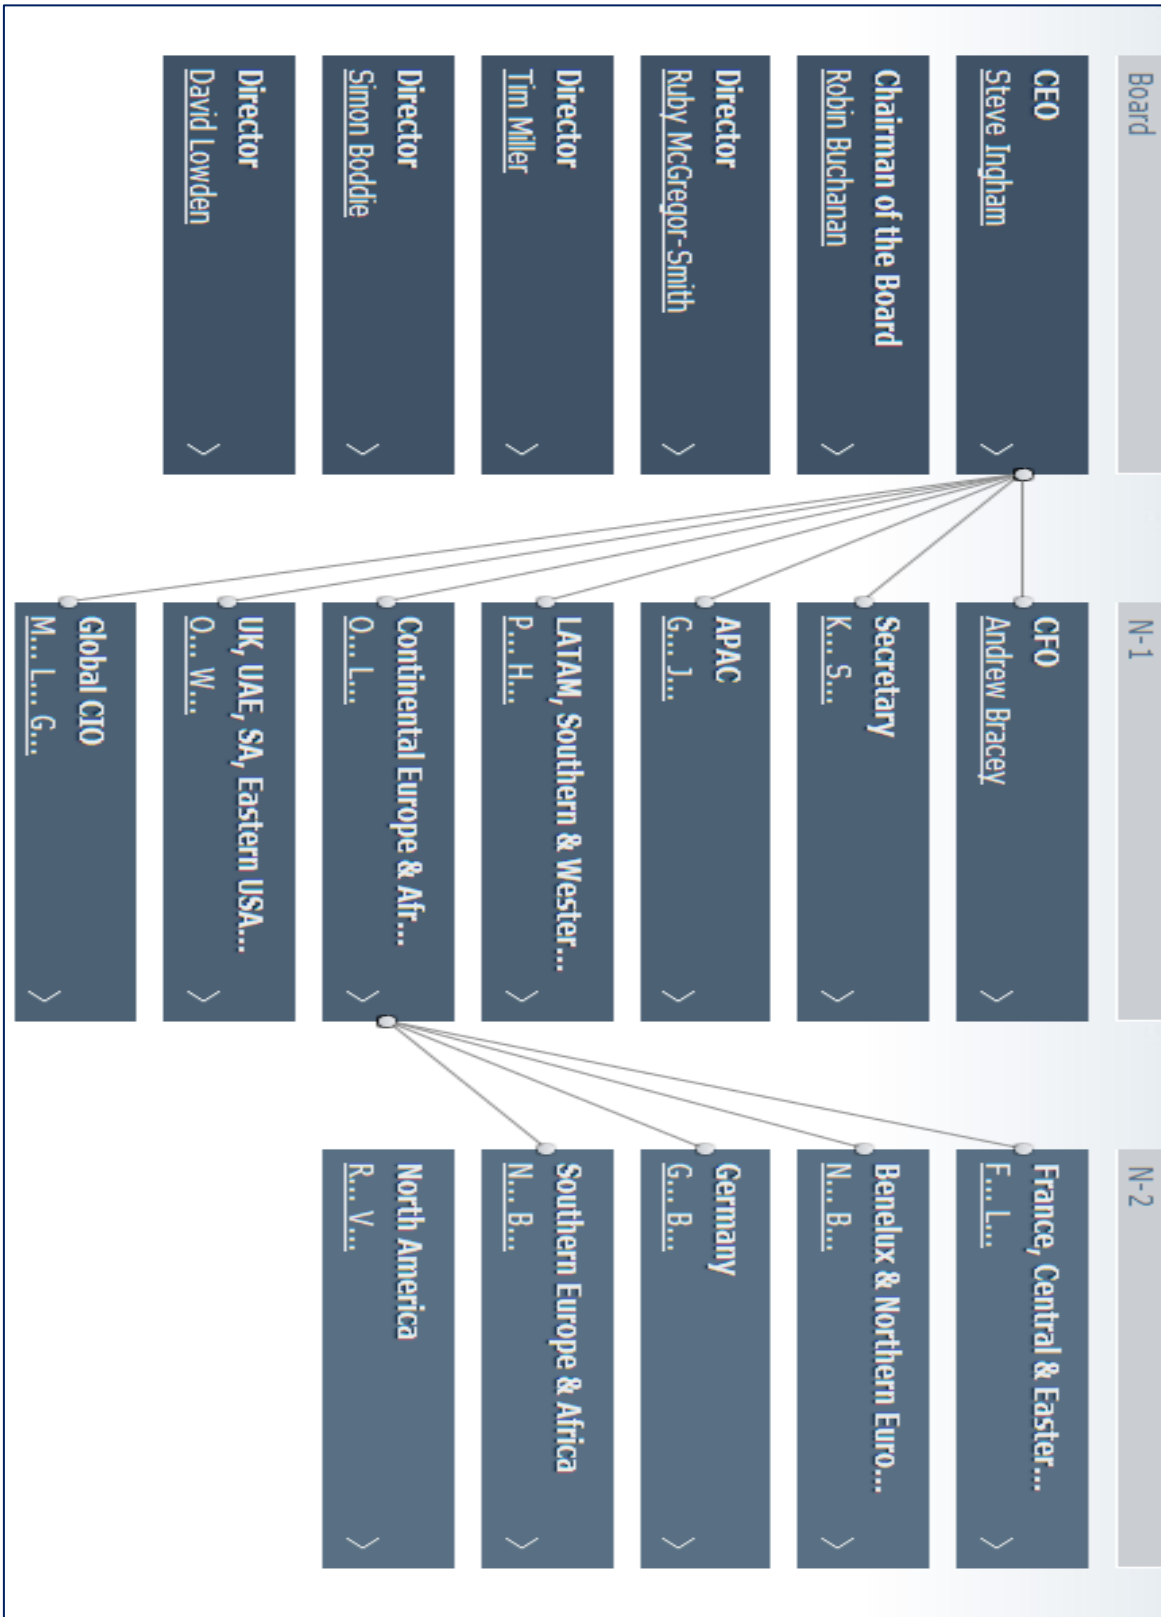 Board
CEO
Steve Ingham
Chairman of the Board
Robin Buchanan
Director
Ruby McGregor-Smith
Director
Tim Miller
Director
Simon Boddie
Director
David Lowden
N-1
CFO
Andrew Bracey
Secretary
K... S...
APAC
G... J...
LATAM, Southern & Wester...
P... H...
Continental Europe & Afr...
O... L...
UK, UAE, SA, Eastern USA...
O... W...
Global CIO
M... L... G...
N-2
France, Central & Easter...
F... L...
Benelux & Northern Euro...
N... B...
Germany
G... B...
Southern Europe & Africa
N... B...
North America
R... V...